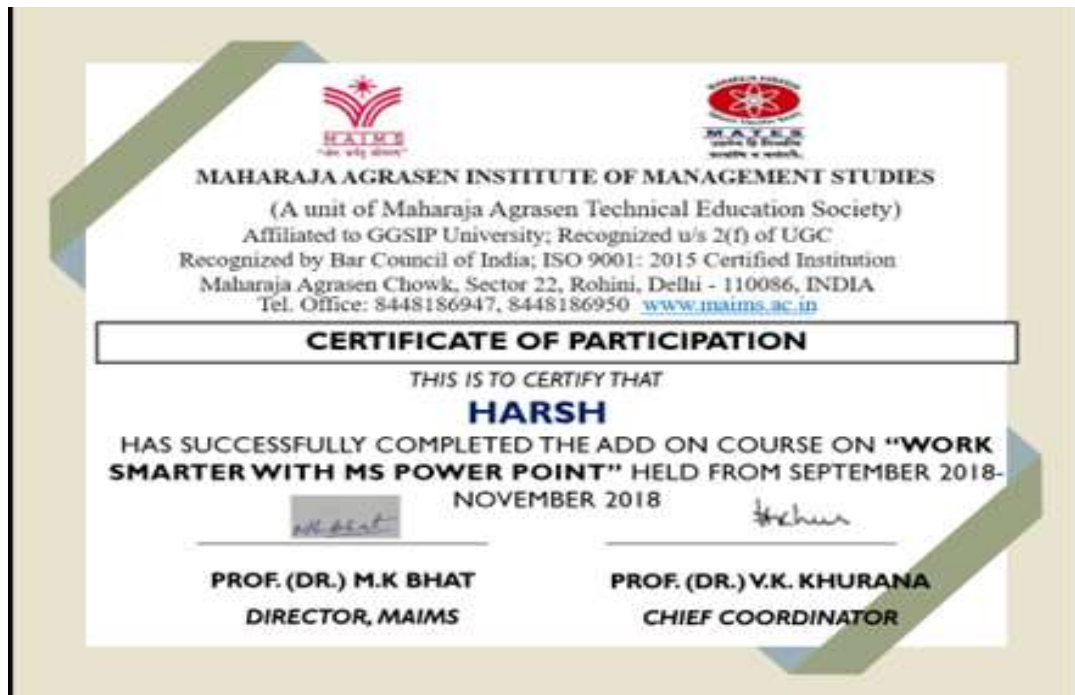 MAIMS
MATES
MAHARAJA AGRASEN INSTITUTE OF MANAGEMENT STUDIES
(A unit of Maharaja Agrasen Technical Education Society)
Affiliated to GGSIP University; Recognized u/s 2(f) of UGC
Recognized by Bar Council of India; ISO 9001: 2015 Certified Institution
Maharaja Agrasen Chowk, Sector 22, Rohini, Delhi - 110086, INDIA
Tel. Office: 8448186947, 8448186950 www.maims.ac.in
CERTIFICATE OF PARTICIPATION
THIS IS TO CERTIFY THAT
HARSH
HAS SUCCESSFULLY COMPLETED THE ADD ON COURSE ON “WORK
SMARTER WITH MS POWER POINT” HELD FROM SEPTEMBER 2018-
NOVEMBER 2018
PROF. (DR.) M.K BHAT
PROF. (DR.) V.K. KHURANA
DIRECTOR, MAIMS
CHIEF COORDINATOR